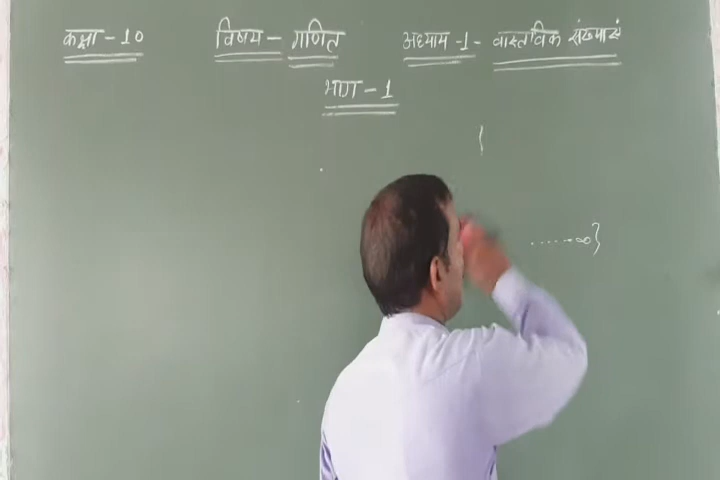 कक्षा - 10 विषय - गणित अध्याय - 1 - वास्तविक संख्याएं
भाग - 1
{
......∞}